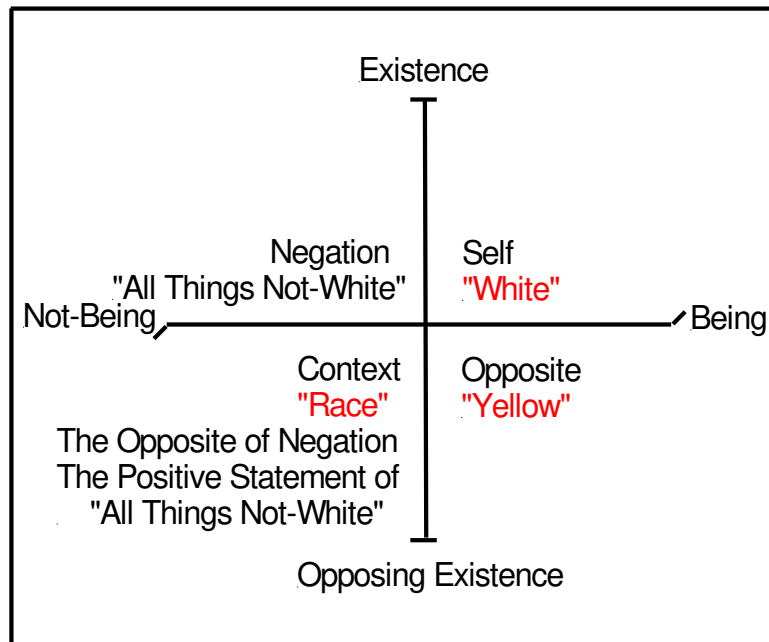 Existence
Negation
"All Things Not-White"
Self
"White"
Not-Being
Being
Context
"Race"
The Opposite of Negation
The Positive Statement of
"All Things Not-White"
Opposite
"Yellow"
Opposing Existence